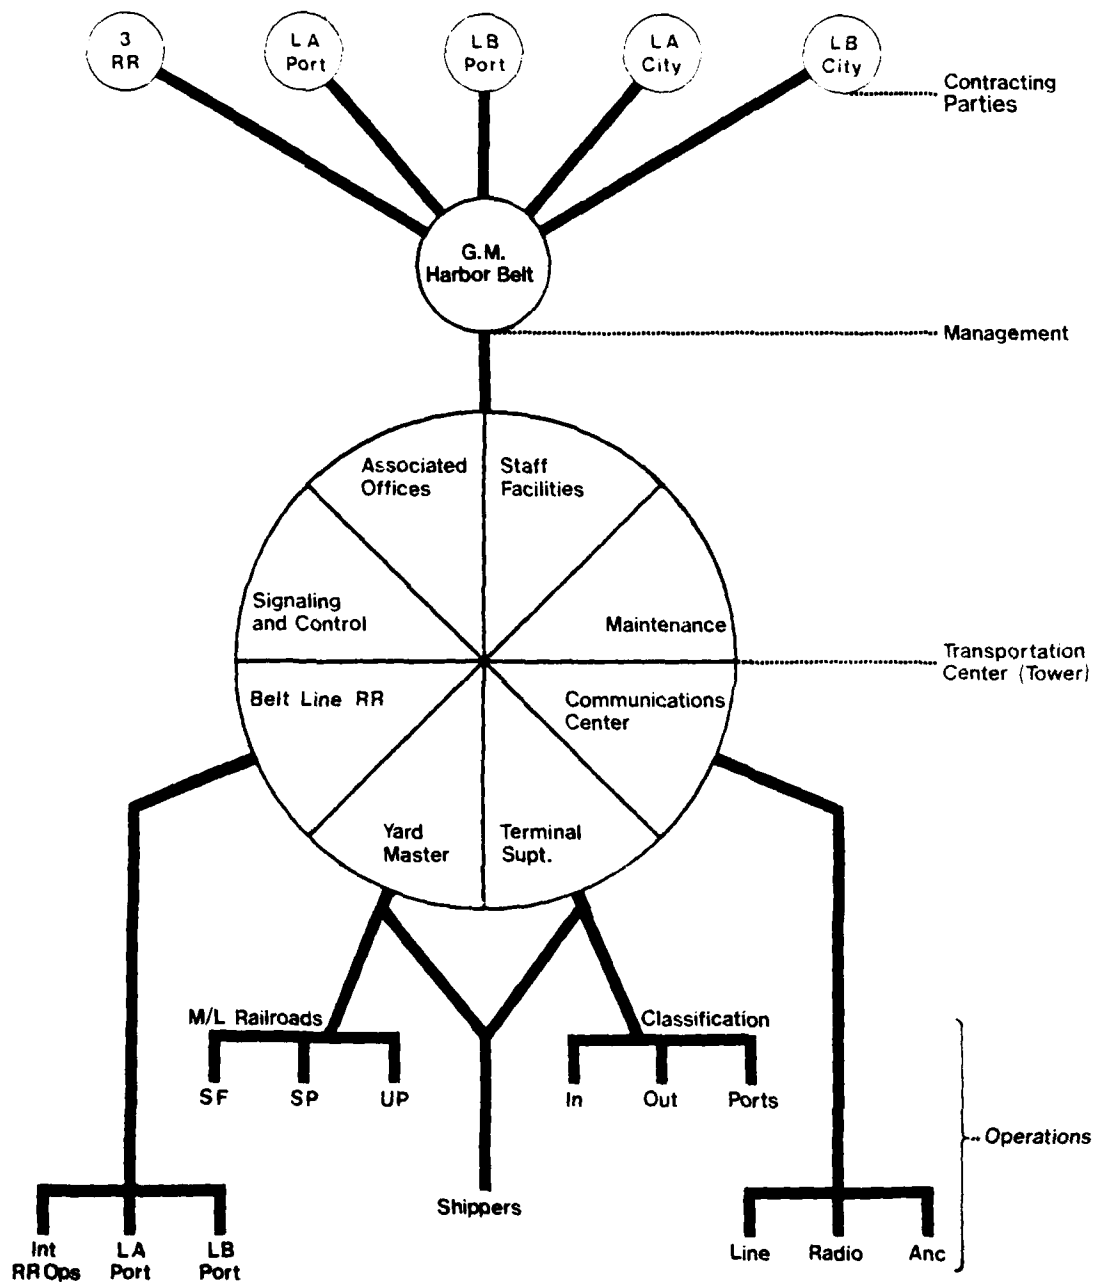 3
RR
LA
Port
LB
Port
LA
City
LB
City
Contracting
Parties
G.M.
Harbor Belt
Management
Associated
Offices
Staff
Facilities
Signaling
and Control
Maintenance
Transportation
Center (Tower)
Belt Line RR
Communications
Center
Yard
Master
Terminal
Supt.
M/L Railroads
Classification
SF
SP
UP
In
Out
Ports
Operations
Shippers
Int
RR Ops
LA
Port
LB
Port
Line
Radio
Anc